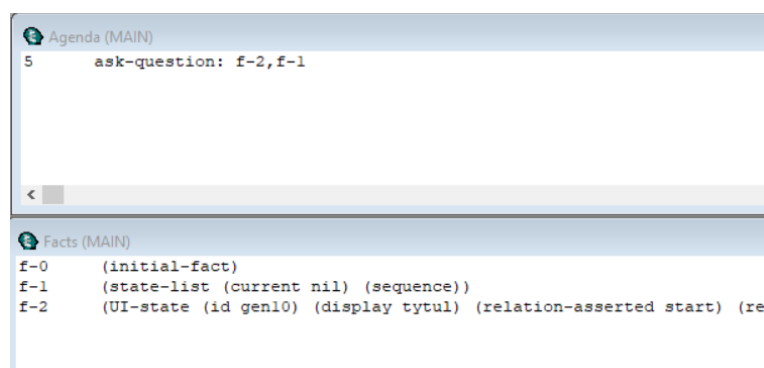 Agenda (MAIN)
5 ask-question: f-2,f-1
Facts (MAIN)
f-0 (initial-fact)
f-1 (state-list (current nil) (sequence))
f-2 (UI-state (id gen10) (display tytul) (relation-asserted start) (re